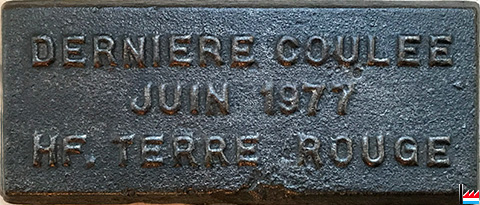 DERNIERE COULEE
JUIN 1977
HF. TERRE ROUGE